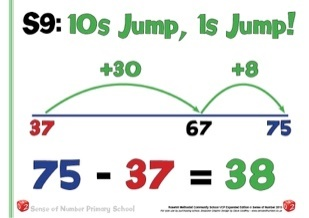 S9: 10s Jump, 1s Jump!
+30 +8
37 67 75
75 - 37 = 38
Sense of Number Primary School